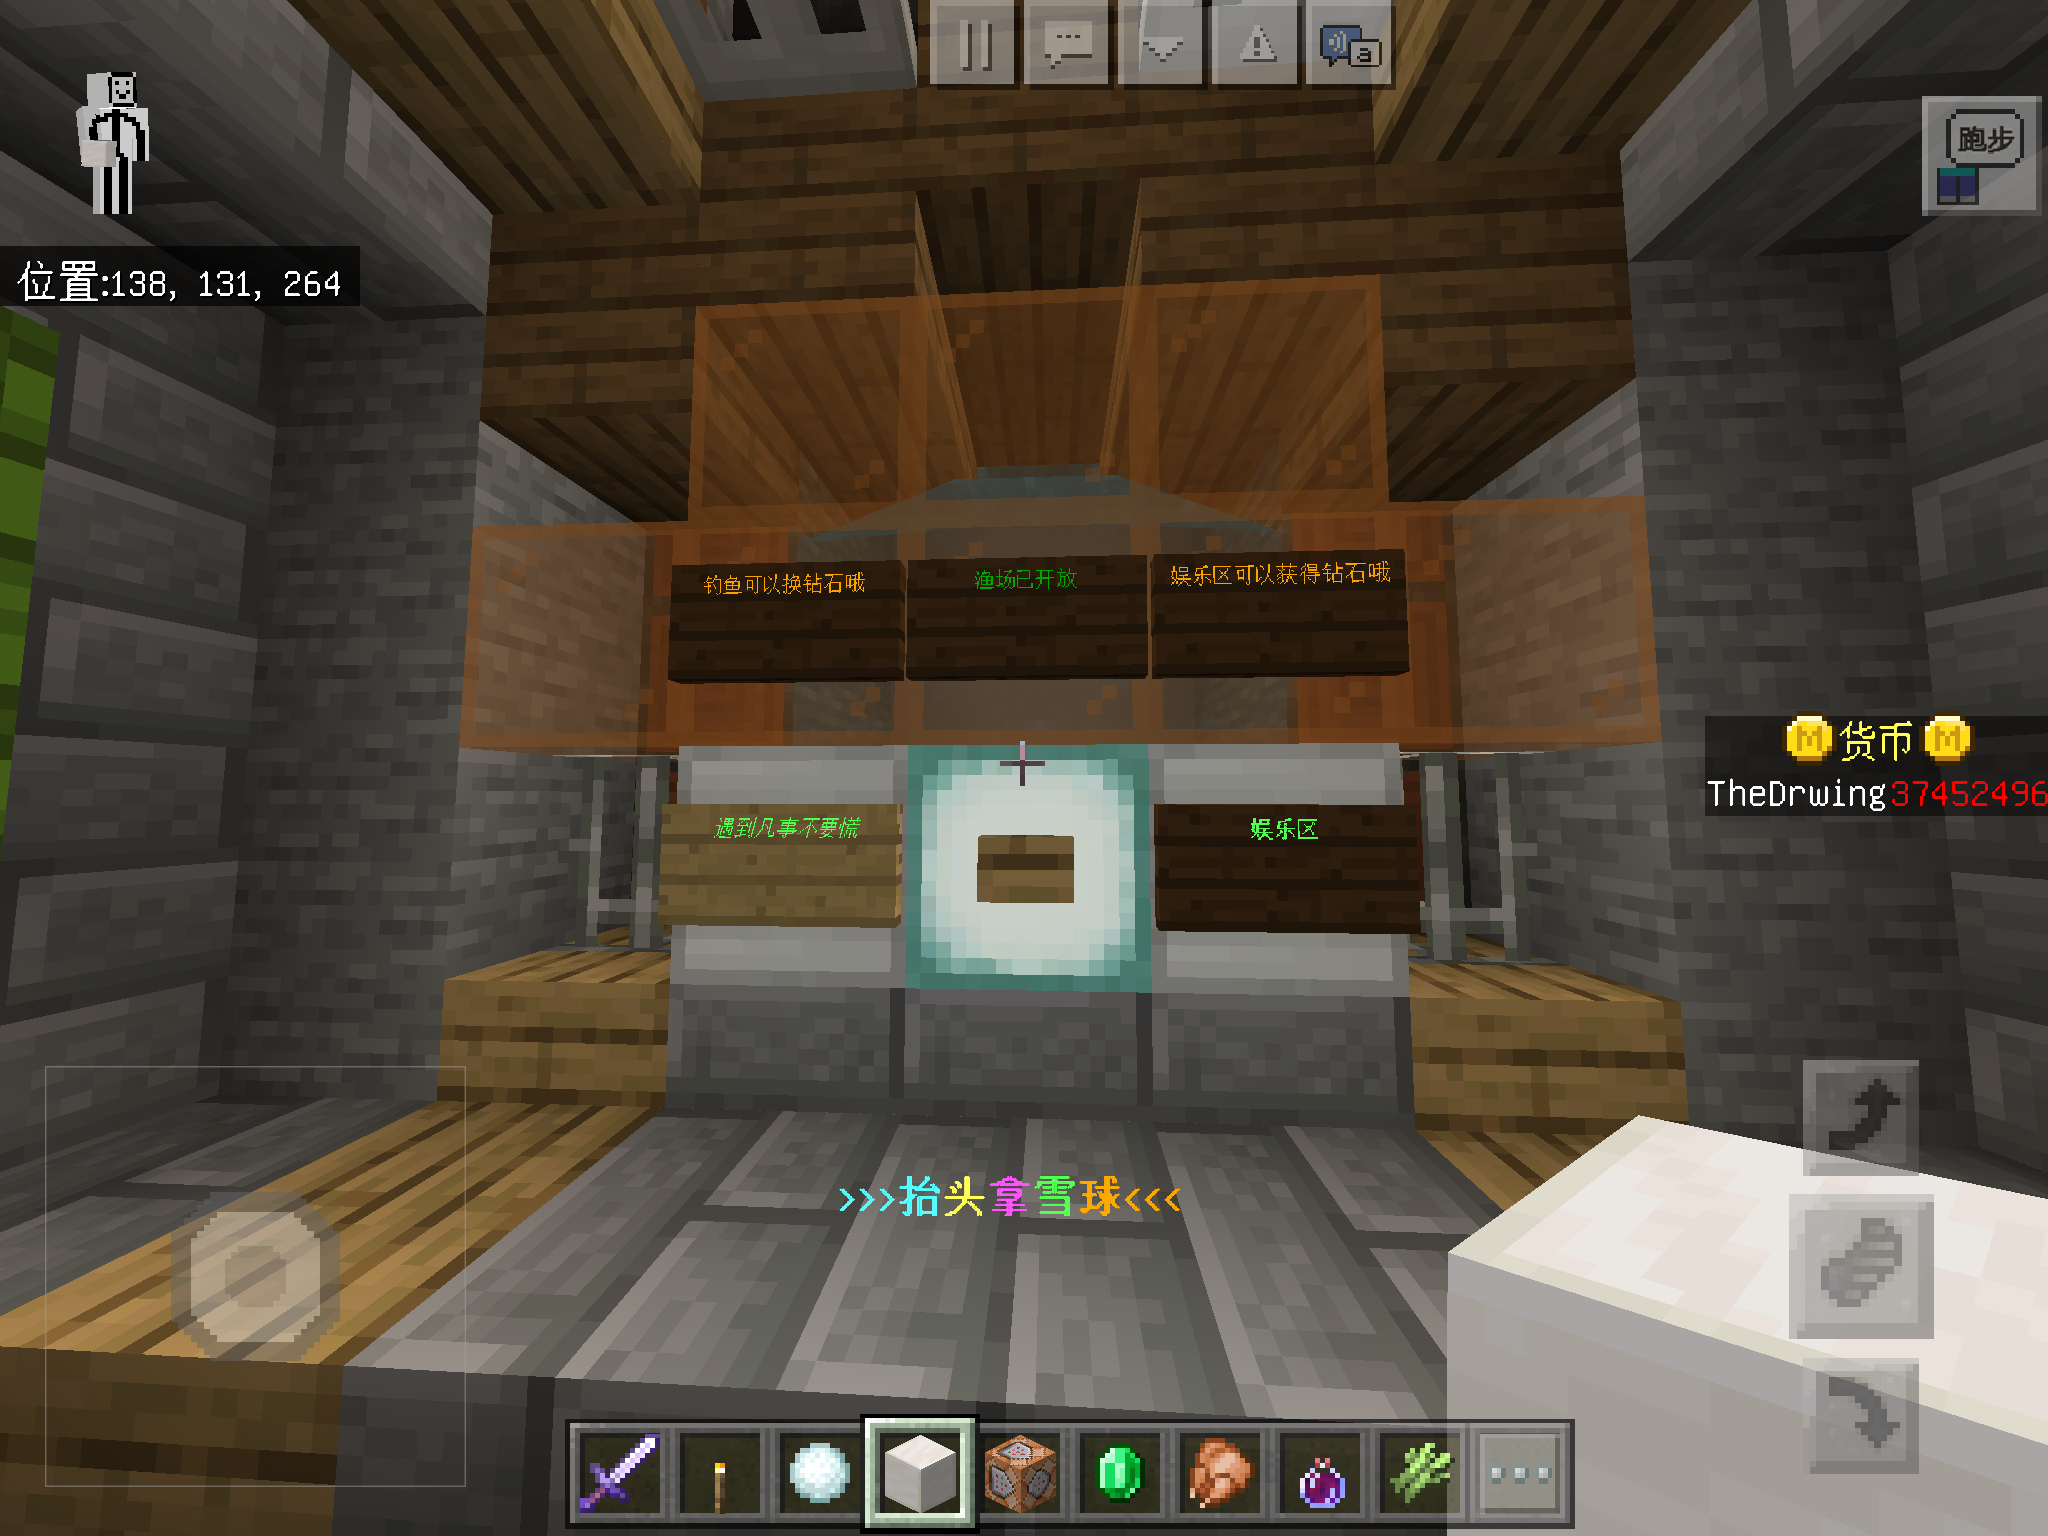 跑步
位置:138, 131, 264
钓鱼可以换钻石哦
渔场已开放
娱乐区可以获得钻石哦
货币
TheDrwing 37452496
遇到凡事不要慌
娱乐区
>>>抬头拿雪球<<<